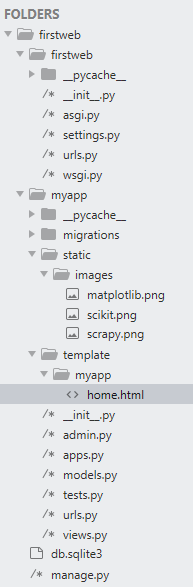 FOLDERS
firstweb
firstweb
__pycache__
/* __init__.py
/* asgi.py
/* settings.py
/* urls.py
/* wsgi.py
myapp
__pycache__
migrations
static
images
matplotlib.png
scikit.png
scrapy.png
template
myapp
<> home.html
/* __init__.py
/* admin.py
/* apps.py
/* models.py
/* tests.py
/* urls.py
/* views.py
db.sqlite3
/* manage.py